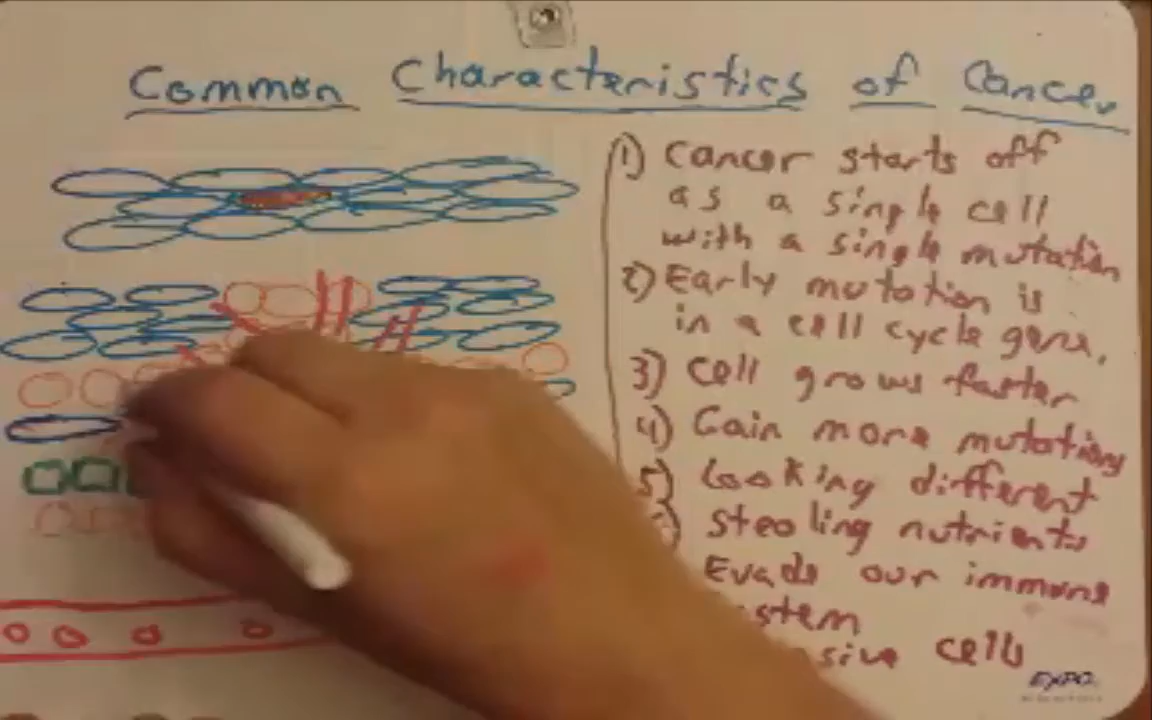 Common Characteristics of Cancer
1) Cancer starts off
as a single cell
with a single mutation
2) Early mutation is
in a cell cycle gene.
3) Cell grows faster
4) Gain more mutations
5) Looking different
stealing nutrients
Evade our immune
stem
sive cells
EXPO